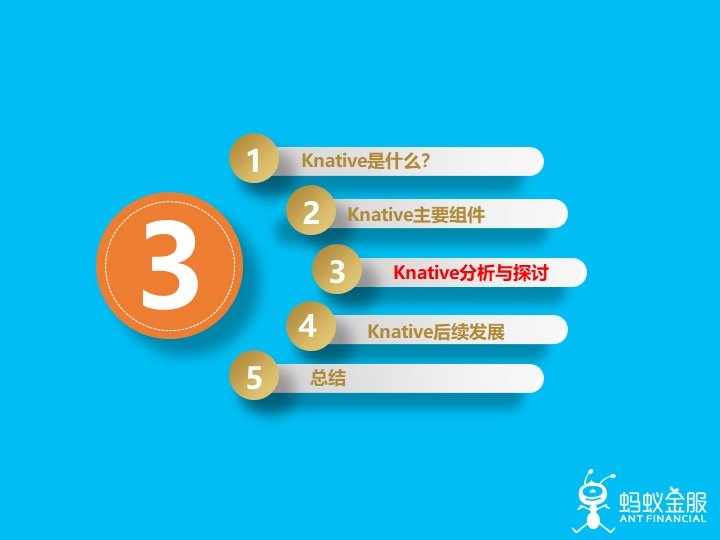 3
1 Knative是什么？
2 Knative主要组件
3 Knative分析与探讨
4 Knative后续发展
5 总结
蚂蚁金服
ANT FINANCIAL